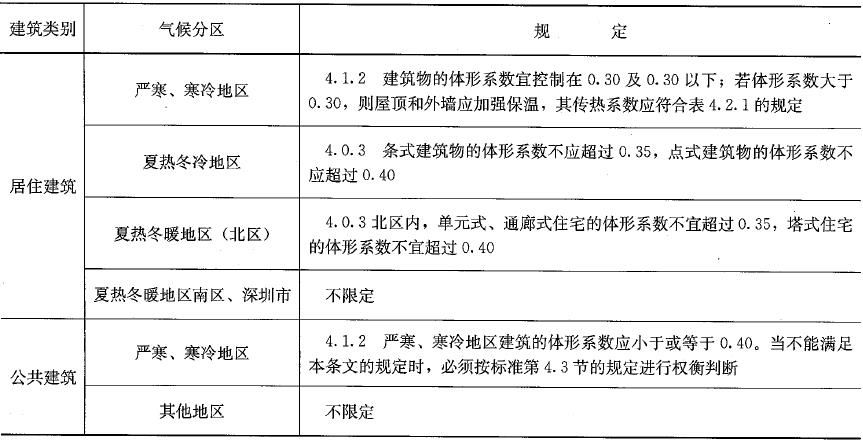 建筑类别 气候分区 规 定
严寒、寒冷地区
4.1.2 建筑物的体形系数宜控制在 0.30 及 0.30 以下；若体形系数大于
0.30，则屋顶和外墙应加强保温，其传热系数应符合表 4.2.1 的规定
居住建筑
夏热冬冷地区
4.0.3 条式建筑物的体形系数不应超过 0.35，点式建筑物的体形系数不
应超过 0.40
夏热冬暖地区（北区）
4.0.3 北区内，单元式、通廊式住宅的体形系数不宜超过 0.35，塔式住宅
的体形系数不宜超过 0.40
夏热冬暖地区南区、深圳市 不限定
公共建筑
严寒、寒冷地区
4.1.2 严寒、寒冷地区建筑的体形系数应小于或等于 0.40。当不能满足
本条文的规定时，必须按标准第 4.3 节的规定进行权衡判断
其他地区 不限定